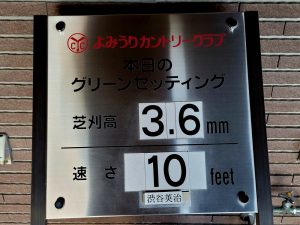 よみうりカントリークラブ
本日の
グリーンセッティング
芝刈高 3.6 mm
速さ 10 feet
渋谷英治